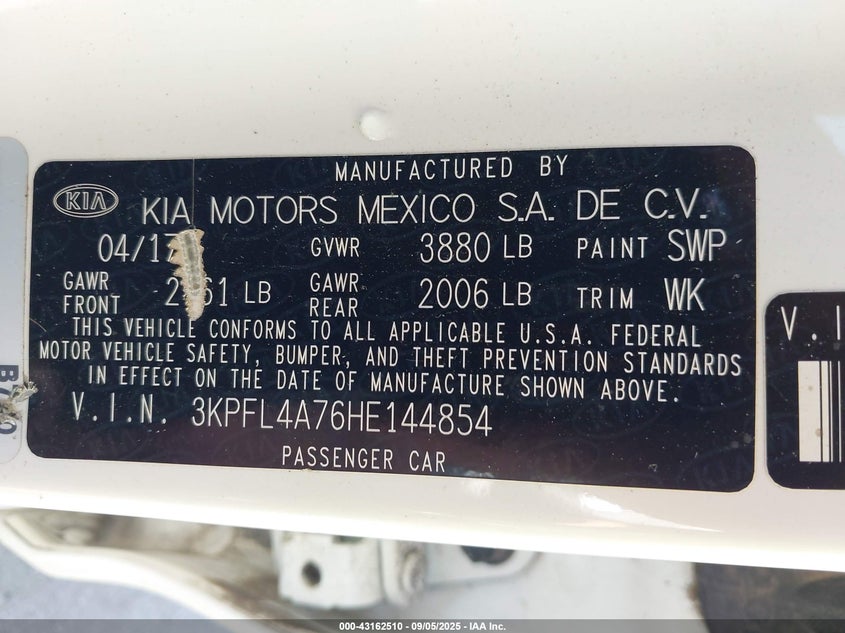 MANUFACTURED BY
KIA KIA MOTORS MEXICO S.A. DE C.V.
04/17 GVWR 3880 LB PAINT SWP
GAWR FRONT LB GAWR REAR 2006 LB TRIM WK
THIS VEHICLE CONFORMS TO ALL APPLICABLE U.S.A. FEDERAL
MOTOR VEHICLE SAFETY, BUMPER, AND THEFT PREVENTION STANDARDS
IN EFFECT ON THE DATE OF MANUFACTURE SHOWN ABOVE.
V.I.N. 3KPFL4A76HE144854
PASSENGER CAR
V.I
000-43162510 - 09/05/2025 - IAA Inc.